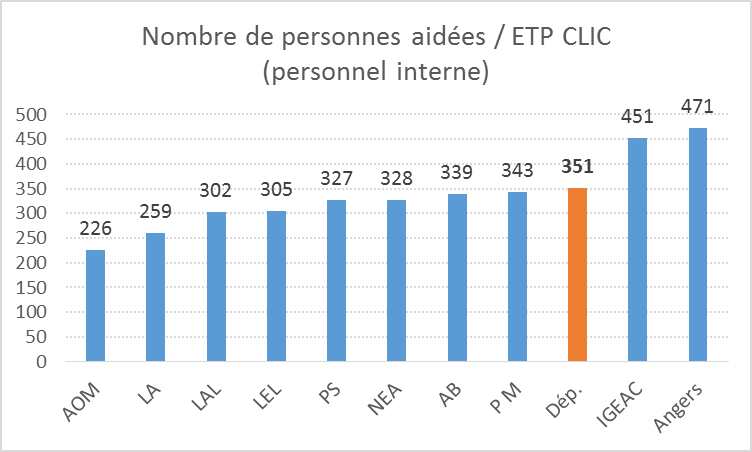 Nombre de personnes aidées / ETP CLIC
(personnel interne)
500
450
400
350
300
250
200
150
100
50
0
226
259
302
305
327
328
339
343
351
451
471
AOM
LA
LAL
LEL
PS
NEA
AB
P M
Dép.
IGEAC
Angers